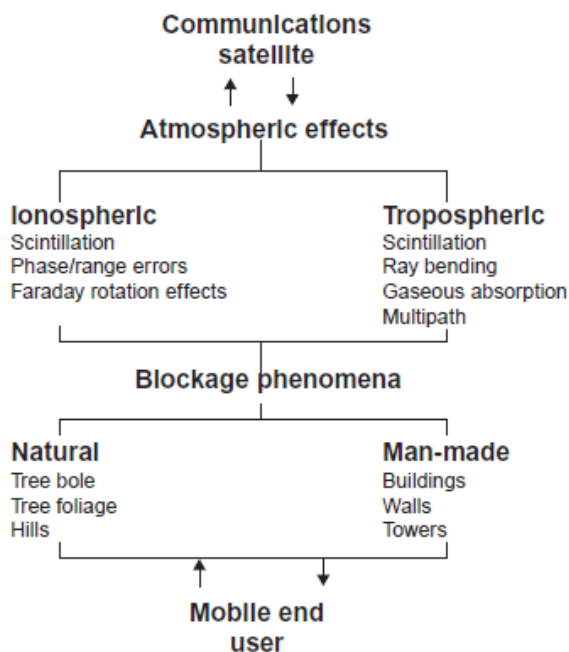 Communications
satellite
Atmospheric effects
Ionospheric
Scintillation
Phase/range errors
Faraday rotation effects
Tropospheric
Scintillation
Ray bending
Gaseous absorption
Multipath
Blockage phenomena
Natural
Tree bole
Tree foliage
Hills
Man-made
Buildings
Walls
Towers
Mobile end
user